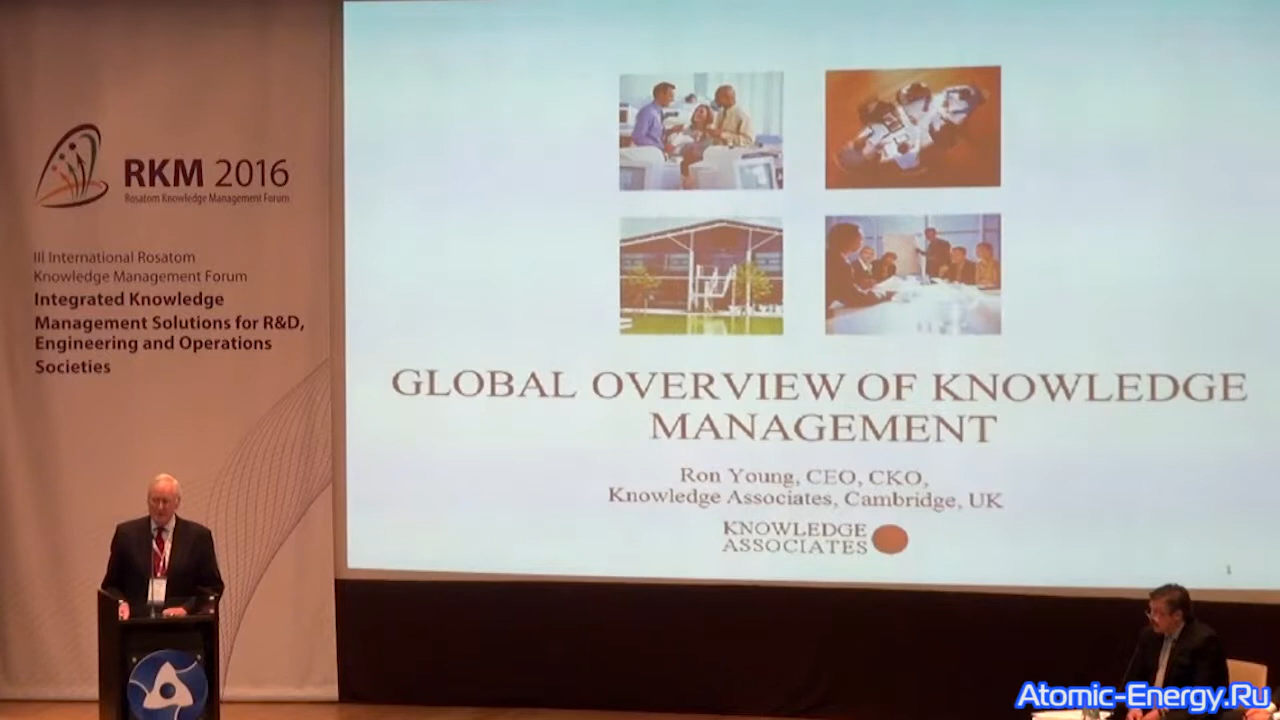 RKM 2016
Rosatom Knowledge Management Forum
III International Rosatom
Knowledge Management Forum
Integrated Knowledge
Management Solutions for R&D,
Engineering and Operations
Societies
GLOBAL OVERVIEW OF KNOWLEDGE
MANAGEMENT
Ron Young, CEO, CKO,
Knowledge Associates, Cambridge, UK
KNOWLEDGE
ASSOCIATES
1
Atomic-Energy.Ru